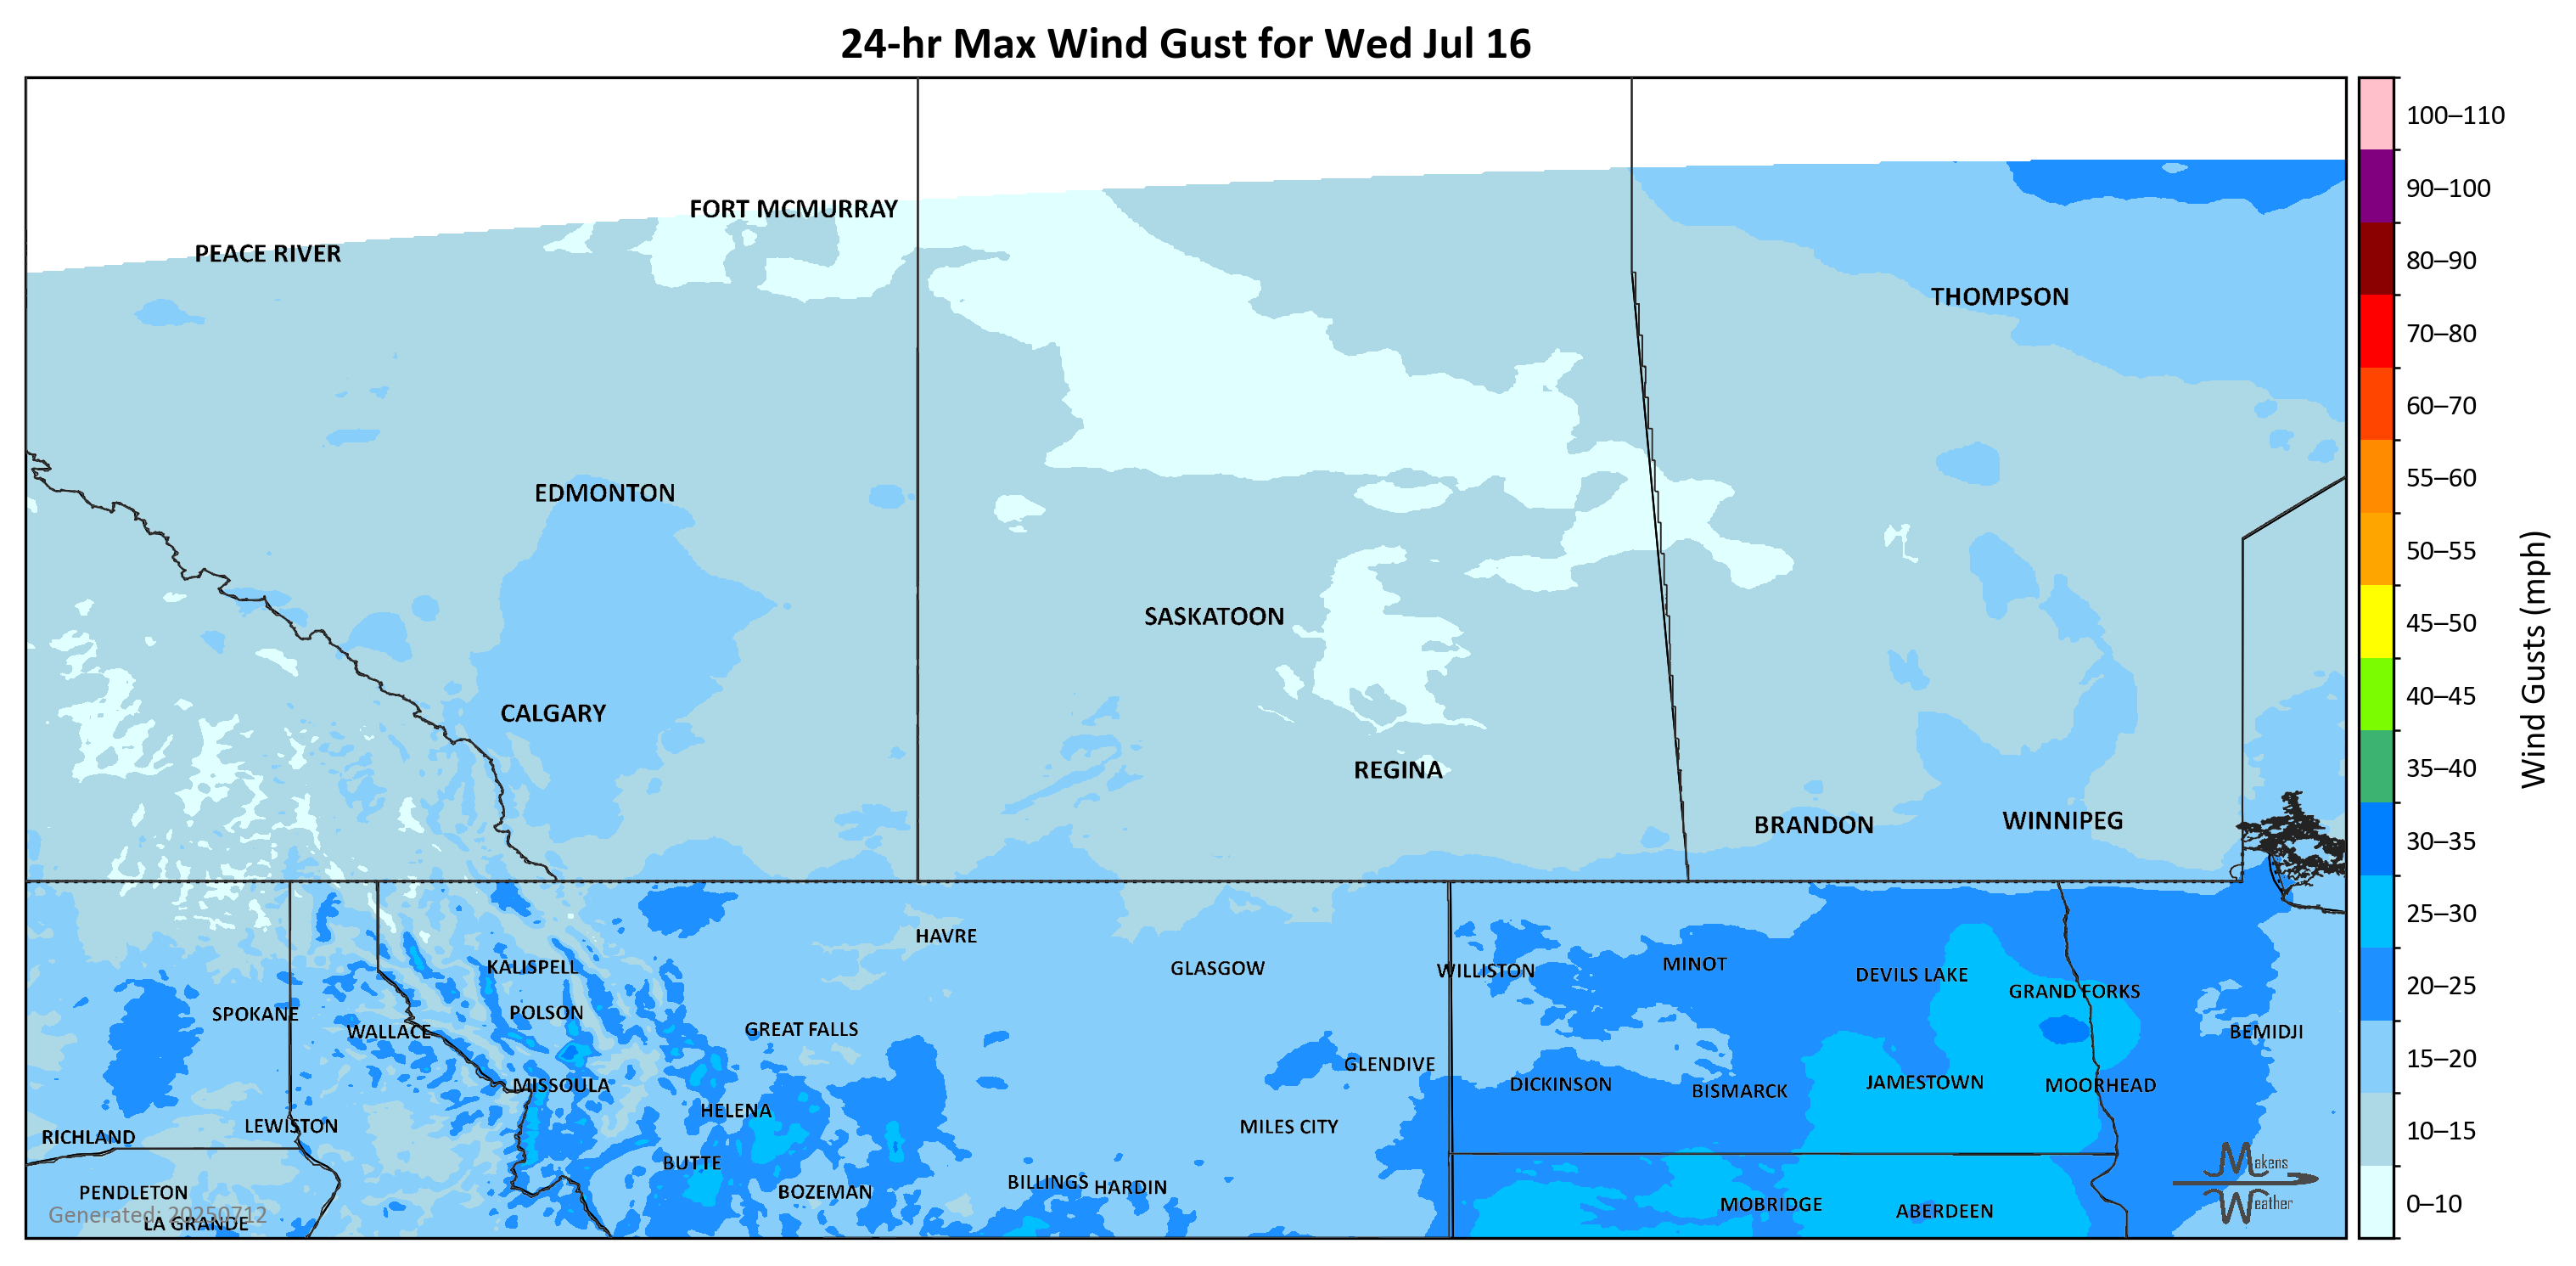 24-hr Max Wind Gust for Wed Jul 16
100–110
FORT MCMURRAY
90–100
PEACE RIVER
80–90
THOMPSON
70–80
60–70
EDMONTON
55–60
50–55
SASKATOON
45–50
Wind Gusts (mph)
CALGARY
40–45
REGINA
35–40
BRANDON
WINNIPEG
30–35
HAVRE
25–30
KALISPELL
GLASGOW
WILLISTON
MINOT
DEVILS LAKE
20–25
GRAND FORKS
SPOKANE
POLSON
WALLACE
GREAT FALLS
BEMIDJI
15–20
GLENDIVE
MISSOULA
DICKINSON
BISMARCK
JAMESTOWN
MOORHEAD
HELENA
LEWISTON
MILES CITY
10–15
RICHLAND
BUTTE
Makens
PENDLETON
BOZEMAN
BILLINGS
HARDIN
MOBRIDGE
ABERDEEN
Weather
0–10
Generated: 20250712
LA GRANDE